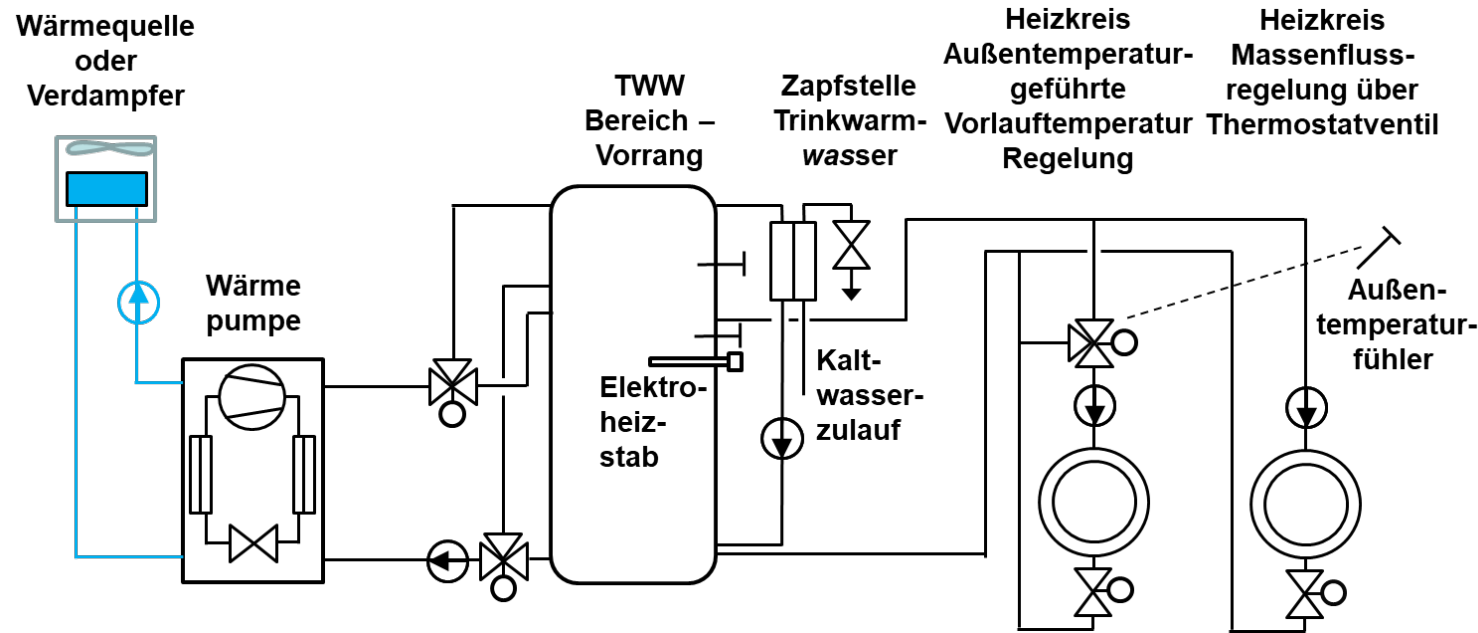 Wärmequelle
oder
Verdampfer
TWW
Bereich –
Vorrang
Zapfstelle
Trinkwarm-
wasser
Heizkreis
Außentemperatur-
geführte
Vorlauftemperatur
Regelung
Heizkreis
Massenfluss-
regelung über
Thermostatventil
Wärme
pumpe
Elektro-
heiz-
stab
Kalt-
wasser-
zulauf
Außen-
temperatur-
fühler